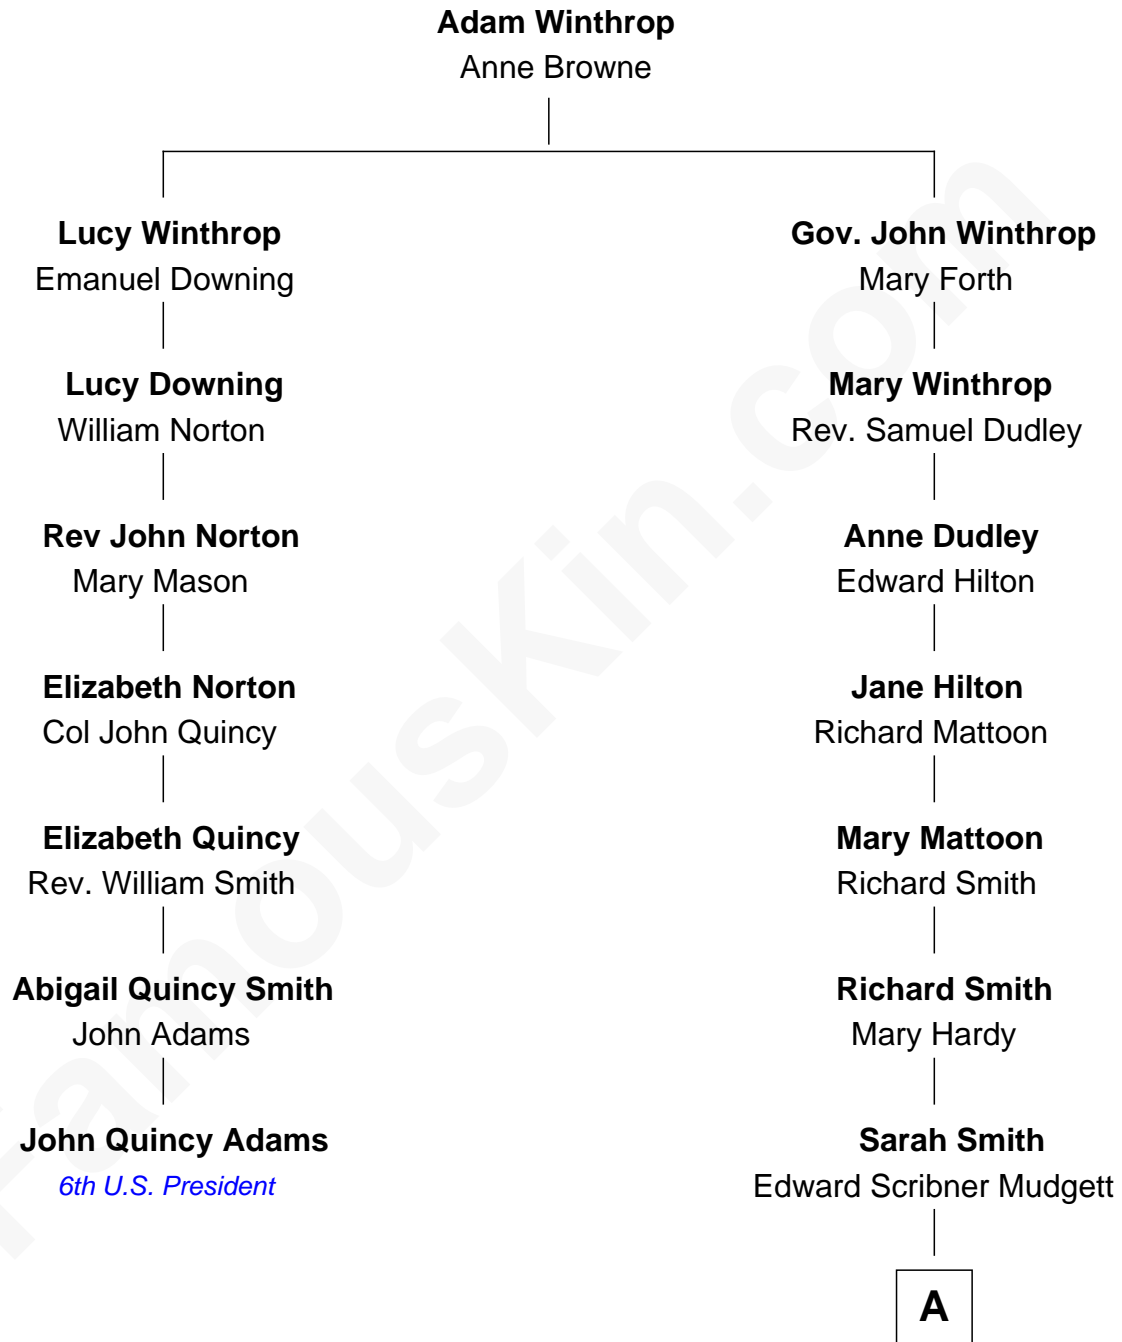 Adam Winthrop
Anne Browne
Lucy Winthrop
Emanuel Downing
Gov. John Winthrop
Mary Forth
Lucy Downing
William Norton
Mary Winthrop
Rev. Samuel Dudley
Rev John Norton
Mary Mason
Anne Dudley
Edward Hilton
Elizabeth Norton
Col John Quincy
Jane Hilton
Richard Mattoon
Elizabeth Quincy
Rev. William Smith
Mary Mattoon
Richard Smith
Abigail Quincy Smith
John Adams
Richard Smith
Mary Hardy
John Quincy Adams
6th U.S. President
Sarah Smith
Edward Scribner Mudgett
A
FamousKin.com